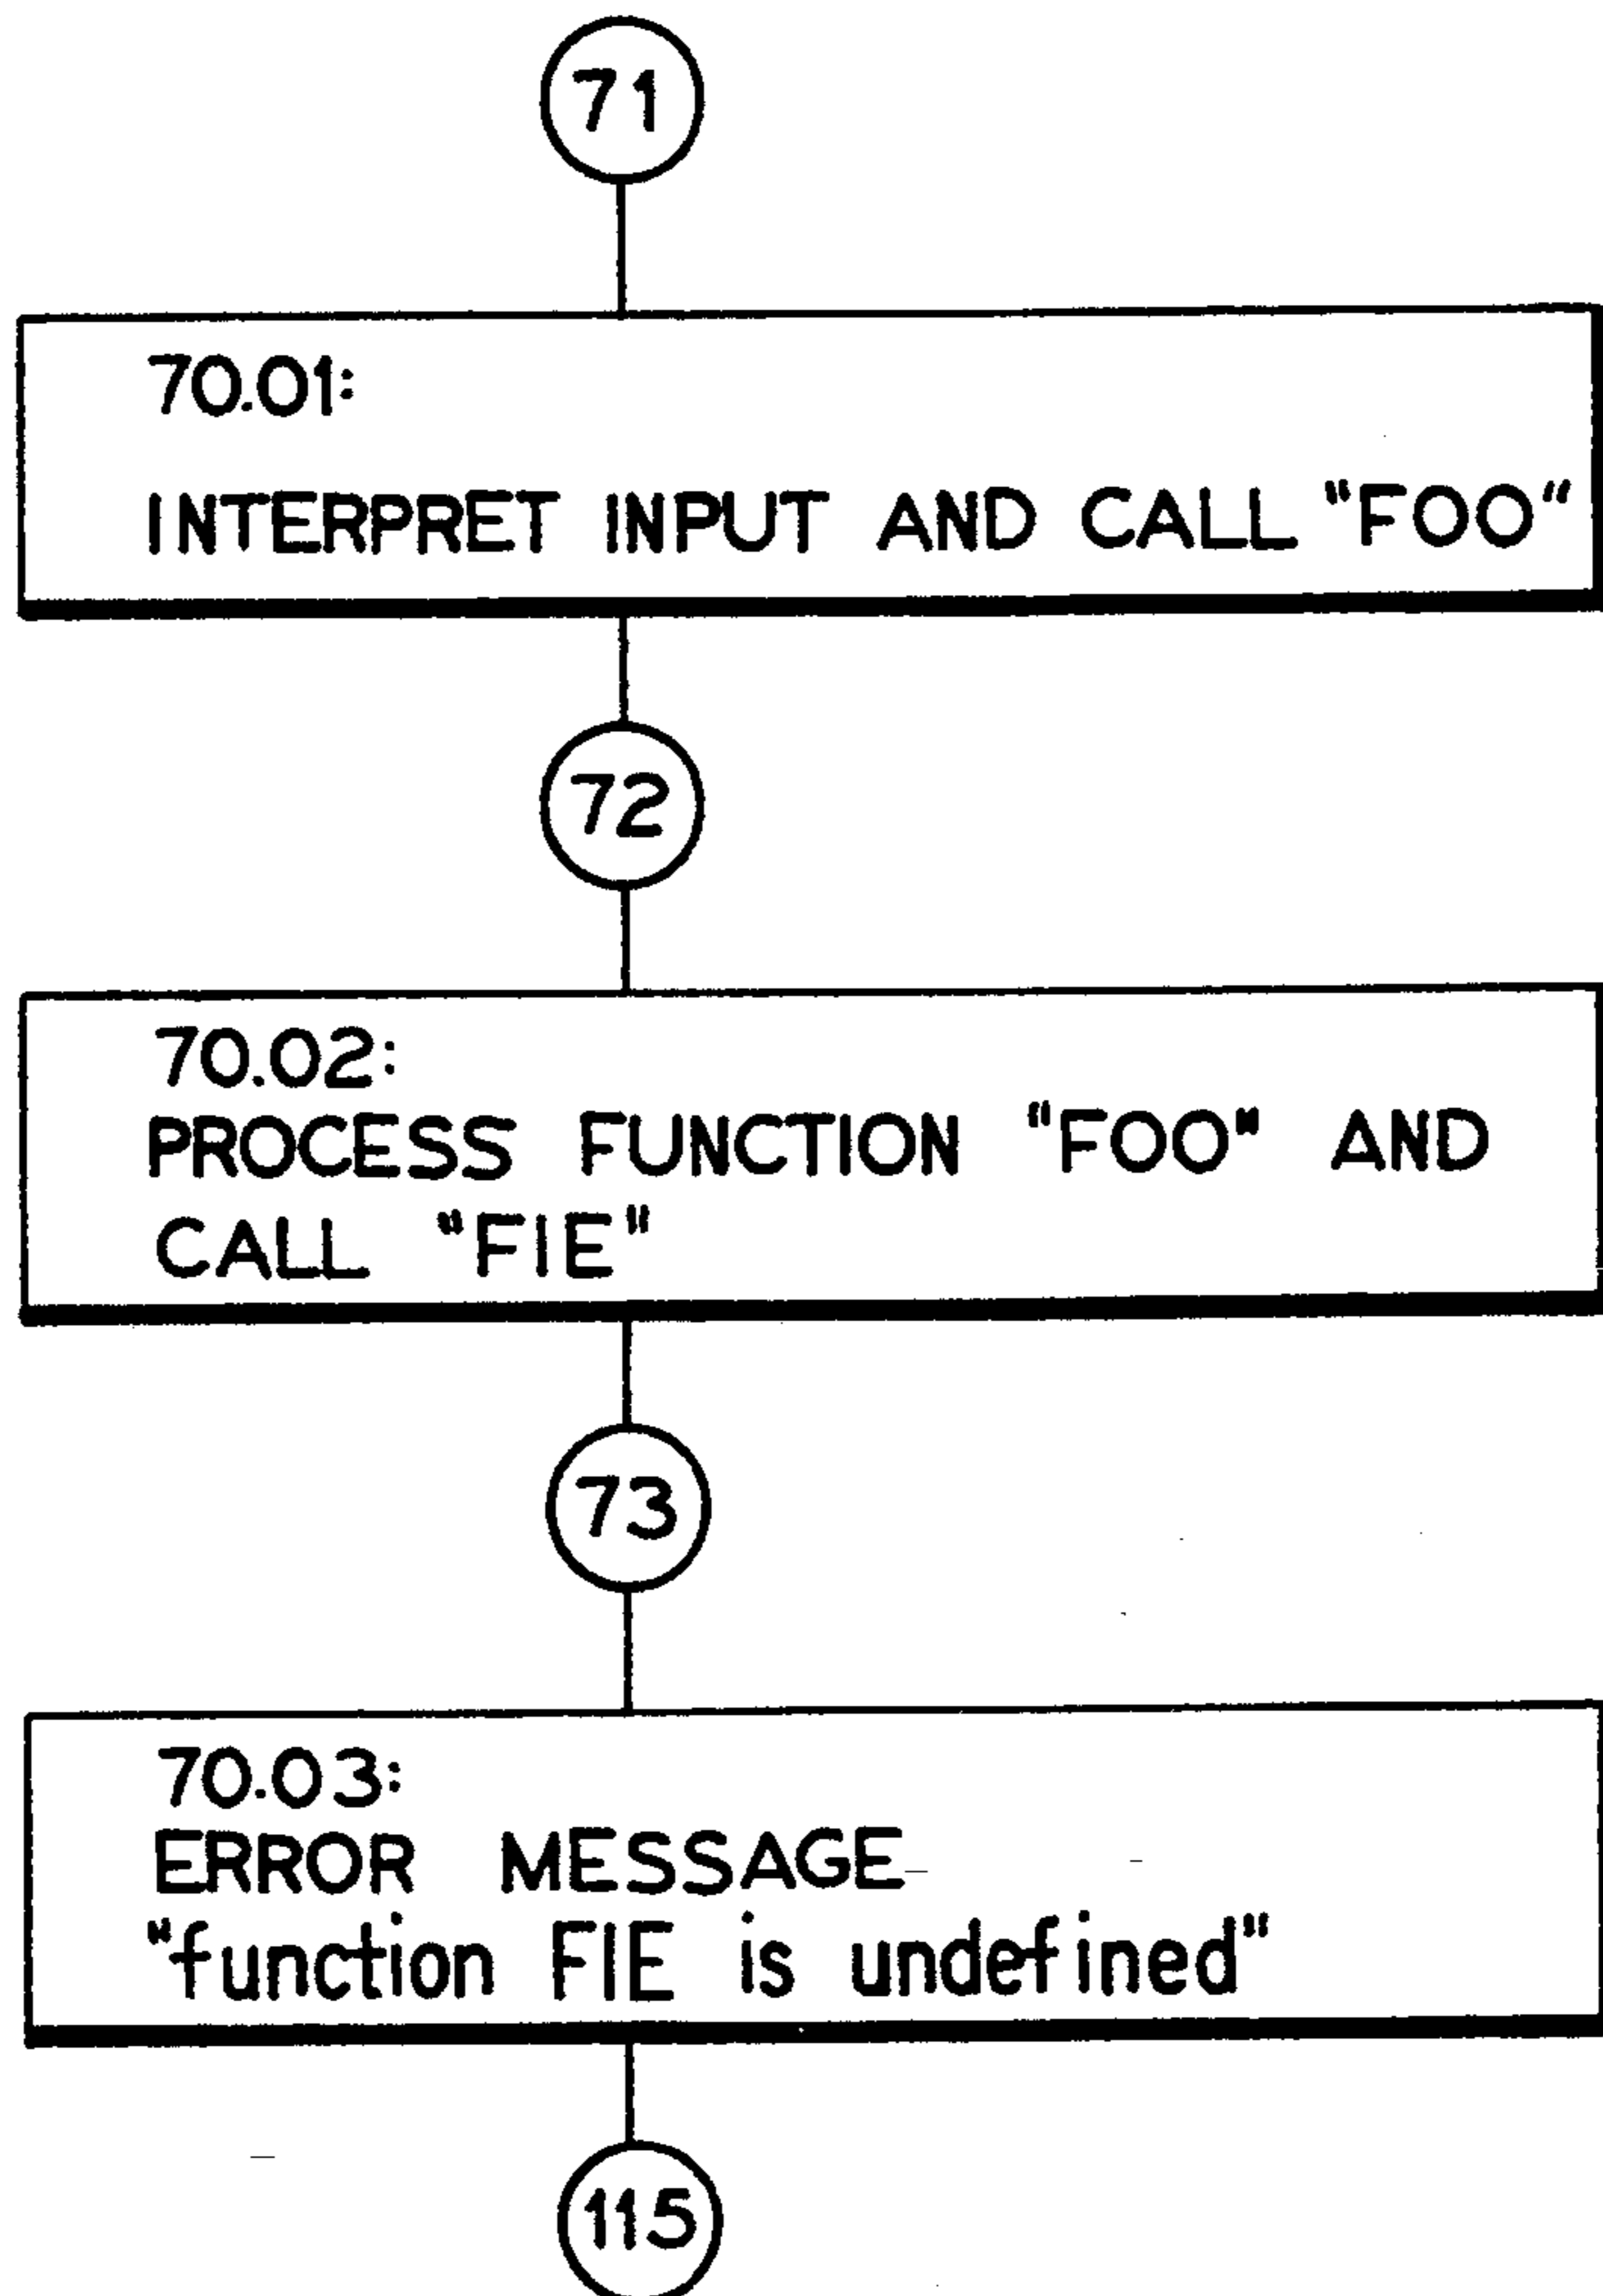 71
70.01:
INTERPRET INPUT AND CALL "FOO"
72
70.02:
PROCESS FUNCTION "FOO" AND
CALL "FIE"
73
70.03:
ERROR MESSAGE
"function FIE is undefined"
115